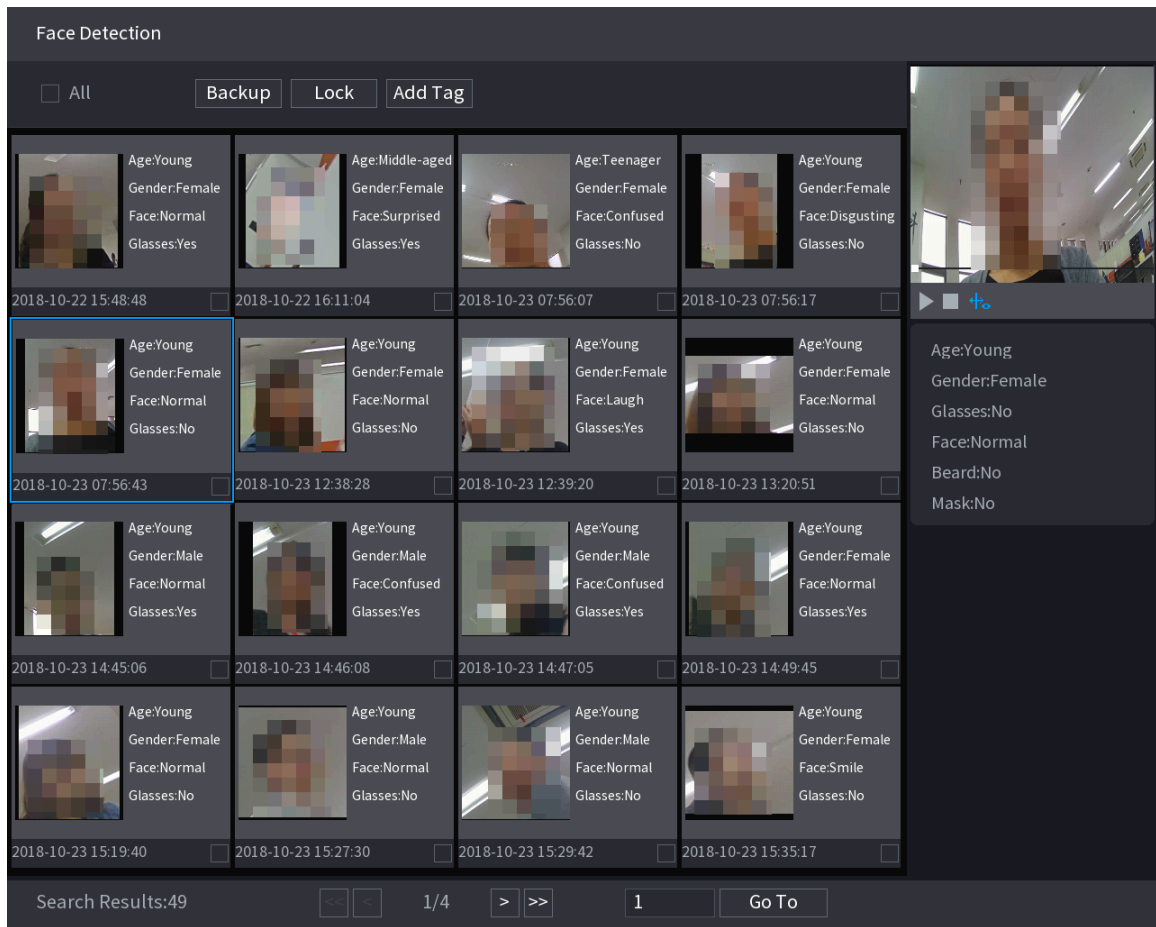 Face Detection
All
Backup
Lock
Add Tag
Age:Young
Gender:Female
Face:Normal
Glasses:Yes
2018-10-22 15:48:48
Age:Middle-aged
Gender:Female
Face:Surprised
Glasses:Yes
2018-10-22 16:11:04
Age:Teenager
Gender:Female
Face:Confused
Glasses:No
2018-10-23 07:56:07
Age:Young
Gender:Female
Face:Disgusting
Glasses:No
2018-10-23 07:56:17
Age:Young
Gender:Female
Face:Normal
Glasses:No
2018-10-23 07:56:43
Age:Young
Gender:Female
Face:Normal
Glasses:No
2018-10-23 12:38:28
Age:Young
Gender:Female
Face:Laugh
Glasses:Yes
2018-10-23 12:39:20
Age:Young
Gender:Female
Face:Normal
Glasses:No
2018-10-23 13:20:51
Age:Young
Gender:Male
Face:Normal
Glasses:Yes
2018-10-23 14:45:06
Age:Young
Gender:Male
Face:Confused
Glasses:Yes
2018-10-23 14:46:08
Age:Young
Gender:Male
Face:Confused
Glasses:Yes
2018-10-23 14:47:05
Age:Young
Gender:Female
Face:Normal
Glasses:Yes
2018-10-23 14:49:45
Age:Young
Gender:Female
Face:Normal
Glasses:No
2018-10-23 15:19:40
Age:Young
Gender:Male
Face:Normal
Glasses:No
2018-10-23 15:27:30
Age:Young
Gender:Male
Face:Normal
Glasses:No
2018-10-23 15:29:42
Age:Young
Gender:Female
Face:Smile
Glasses:No
2018-10-23 15:35:17
Age:Young
Gender:Female
Glasses:No
Face:Normal
Beard:No
Mask:No
Search Results:49
<<
<
1/4
>
>>
1
Go To